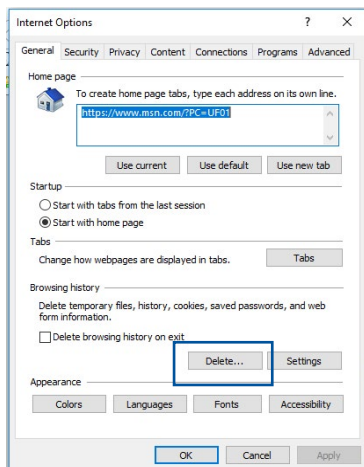 Internet Options ? ×
General Security Privacy Content Connections Programs Advanced
Home page
To create home page tabs, type each address on its own line.
https://www.msn.com/?PC=UF01
Use current Use default Use new tab
Startup
Start with tabs from the last session
Start with home page
Tabs
Change how webpages are displayed in tabs. Tabs
Browsing history
Delete temporary files, history, cookies, saved passwords, and web
form information.
Delete browsing history on exit
Delete... Settings
Appearance
Colors Languages Fonts Accessibility
OK Cancel Apply